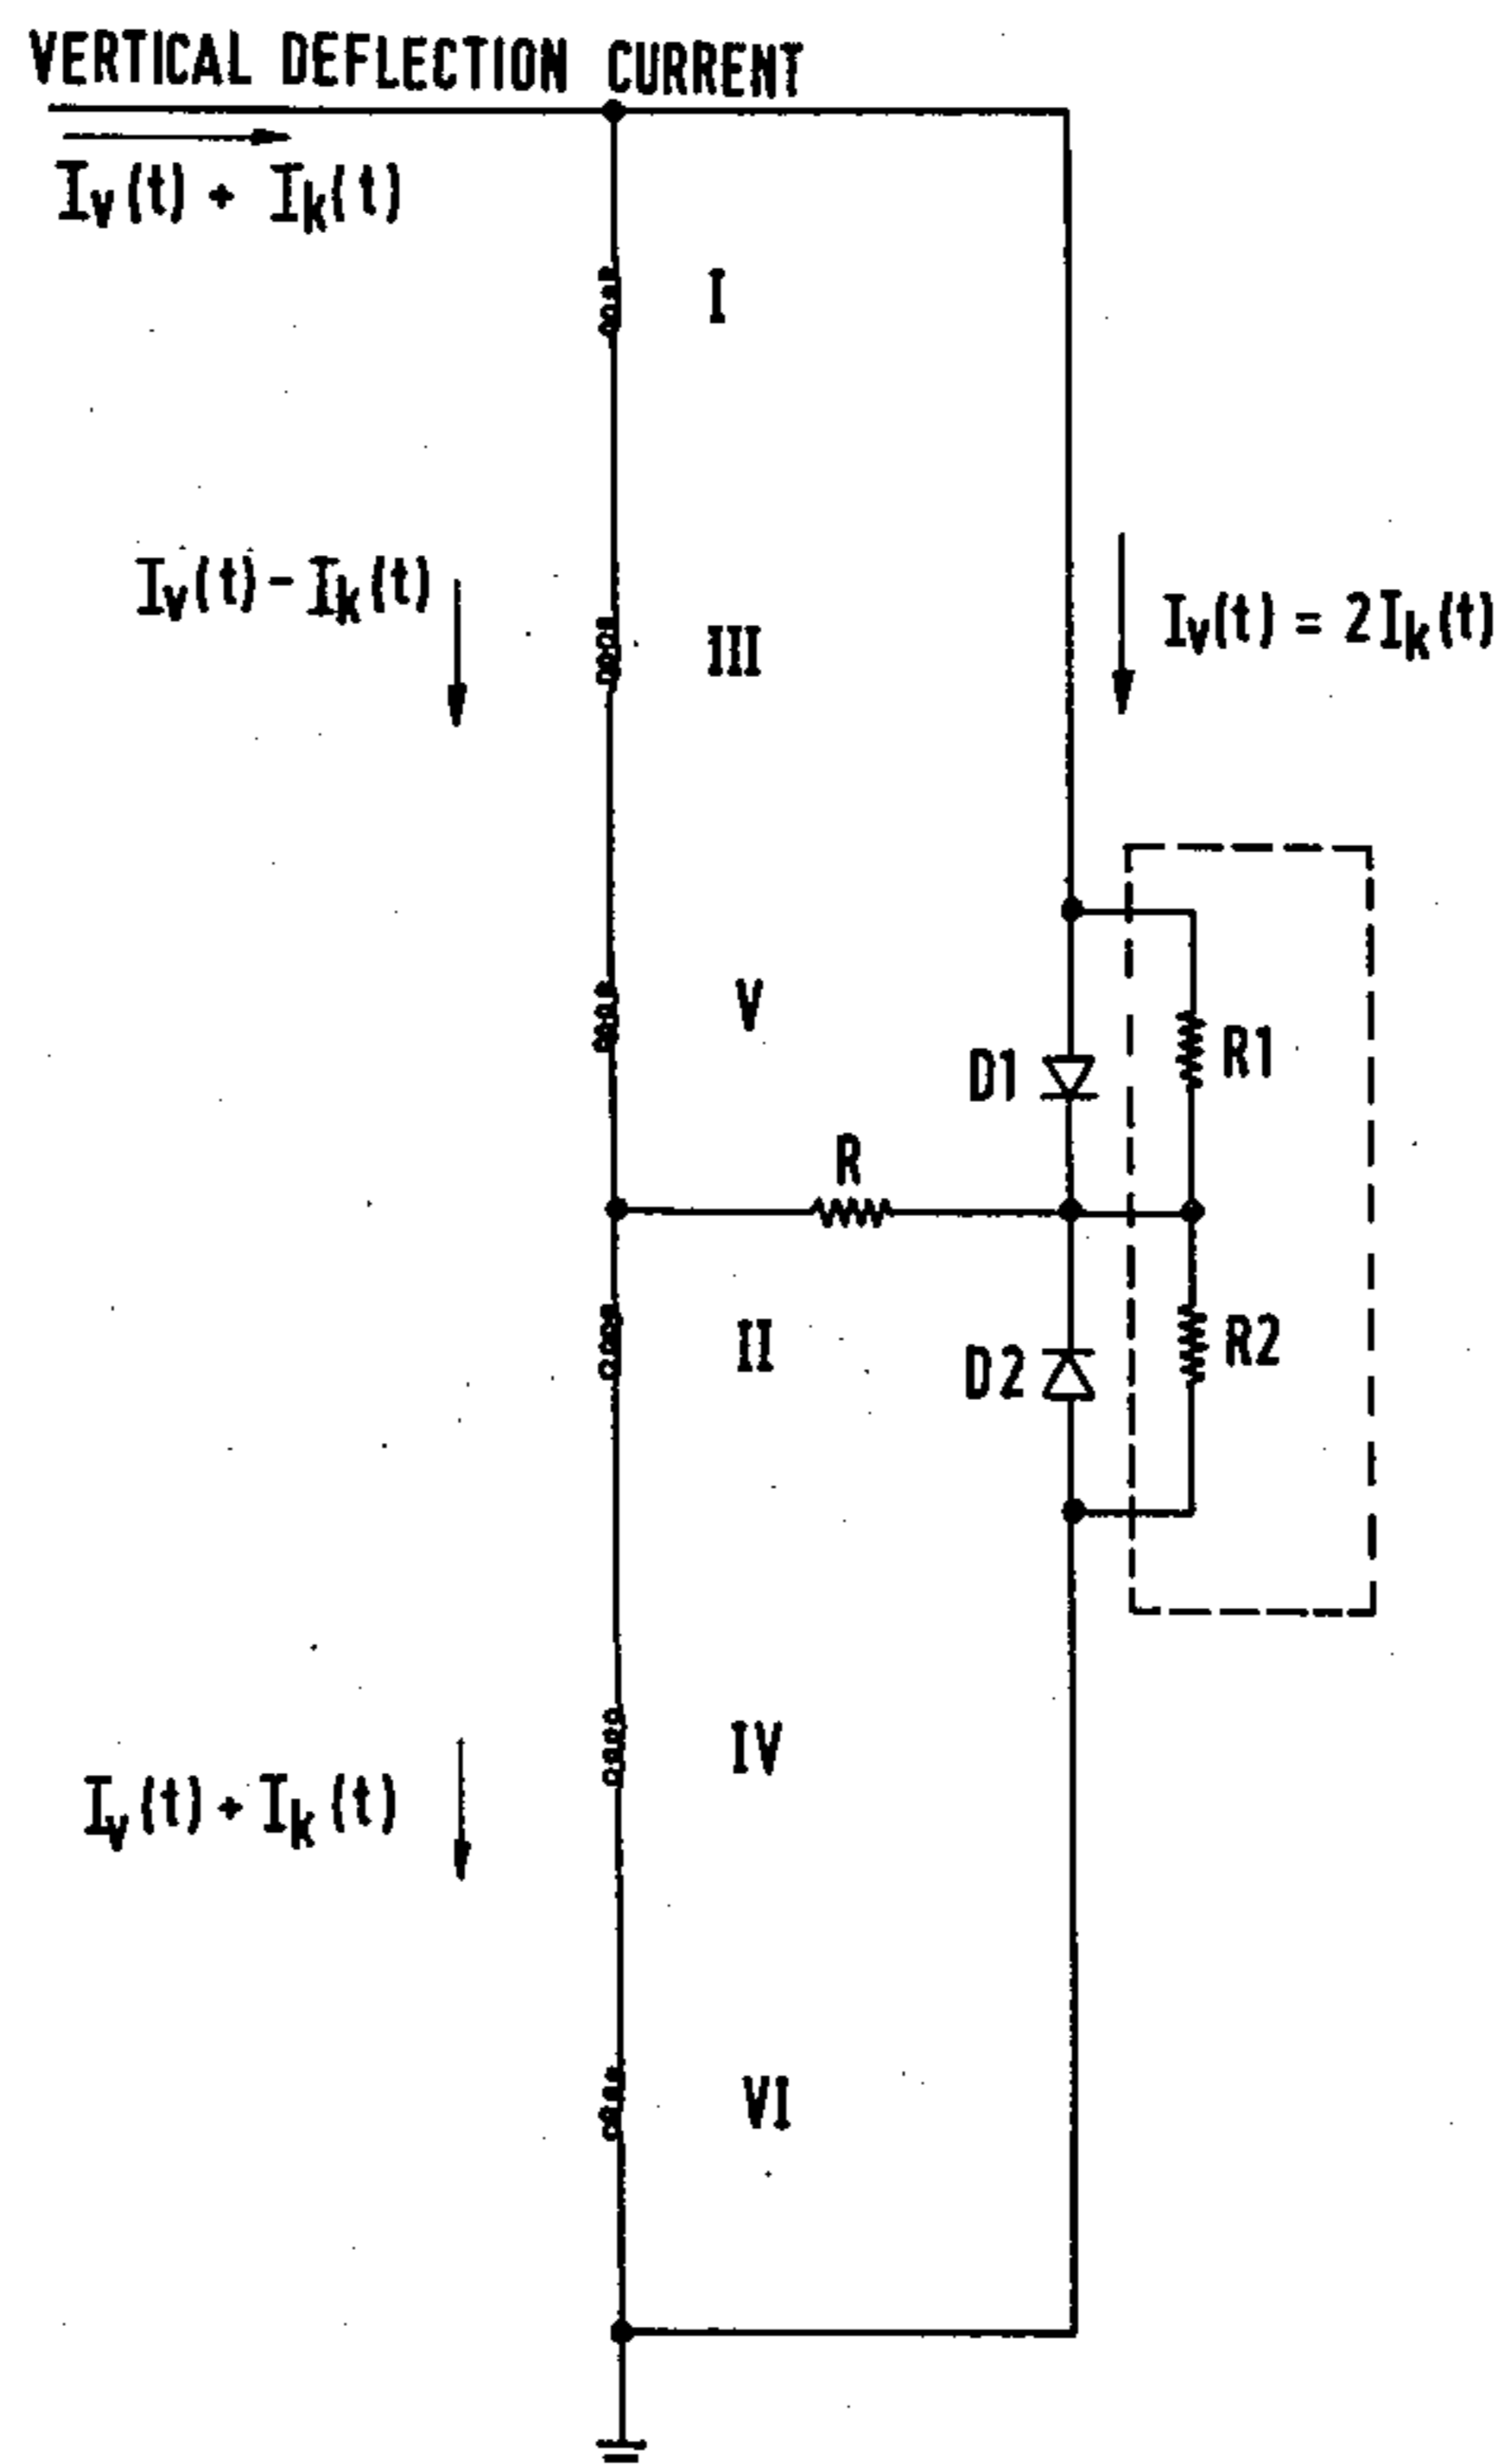 VERTICAL DEFLECTION CURRENT
Iv(t) + Ik(t)
I
Iv(t) - Ik(t)
III
Iv(t) = 2Ik(t)
V
D1
R1
R
II
D2
R2
IV
Iv(t) + Ik(t)
VI